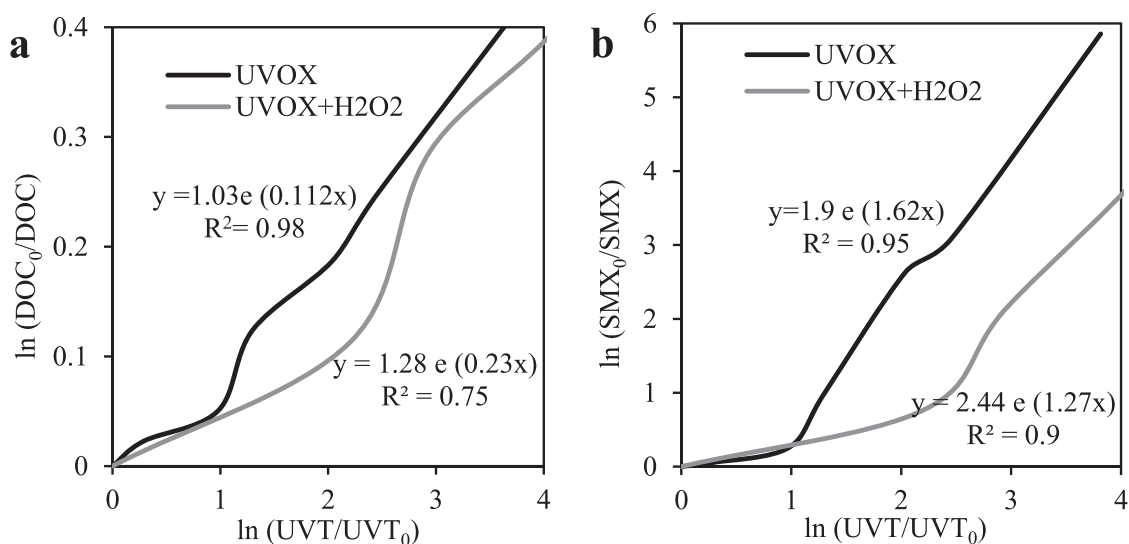 a
0.4
0.3
0.2
0.1
0
ln (DOC₀/DOC)
UVOX
UVOX+H2O2
y =1.03e (0.112x)
R²= 0.98
y = 1.28 e (0.23x)
R² = 0.75
0 1 2 3 4
ln (UVT/UVT₀)
b
6
5
4
3
2
1
0
ln (SMX₀/SMX)
UVOX
UVOX+H2O2
y=1.9 e (1.62x)
R² = 0.95
y = 2.44 e (1.27x)
R² = 0.9
0 1 2 3 4
ln (UVT/UVT₀)